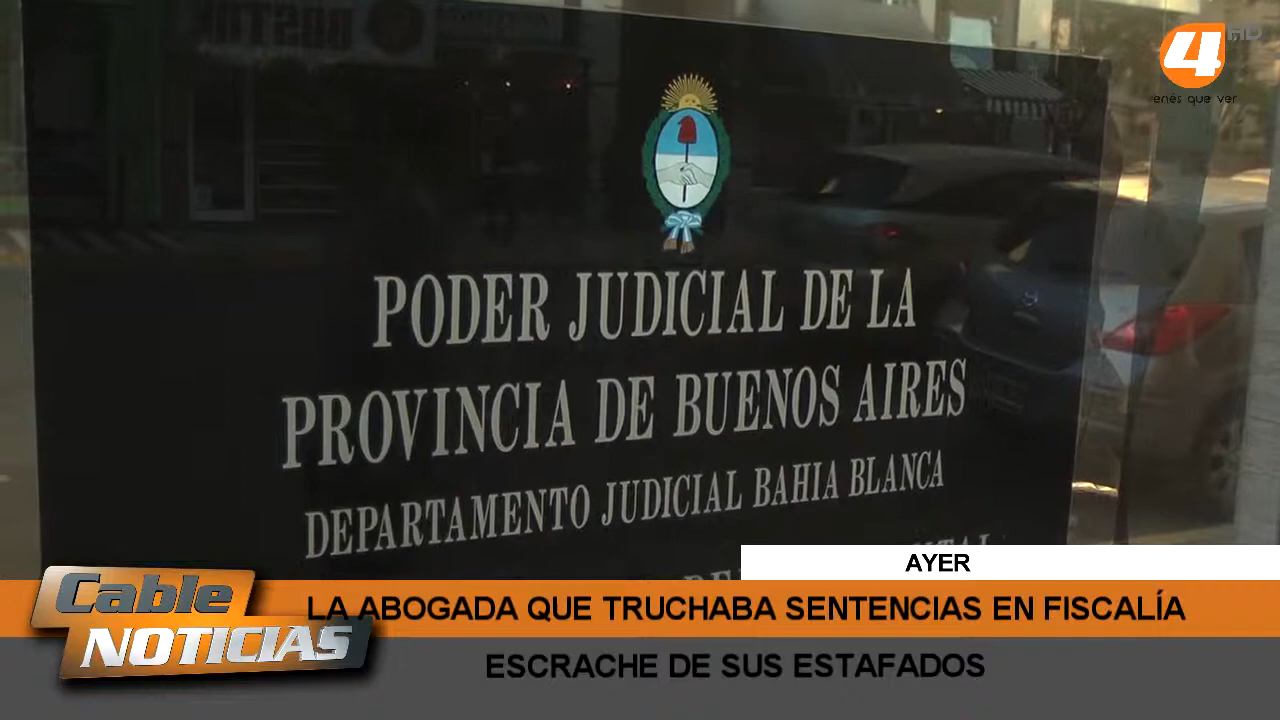 4 HD
enés que ver
PODER JUDICIAL DE LA
PROVINCIA DE BUENOS AIRES
DEPARTAMENTO JUDICIAL BAHIA BLANCA
AYER
LA ABOGADA QUE TRUCHABA SENTENCIAS EN FISCALÍA
ESCRACHE DE SUS ESTAFADOS
Cable
NOTICIAS